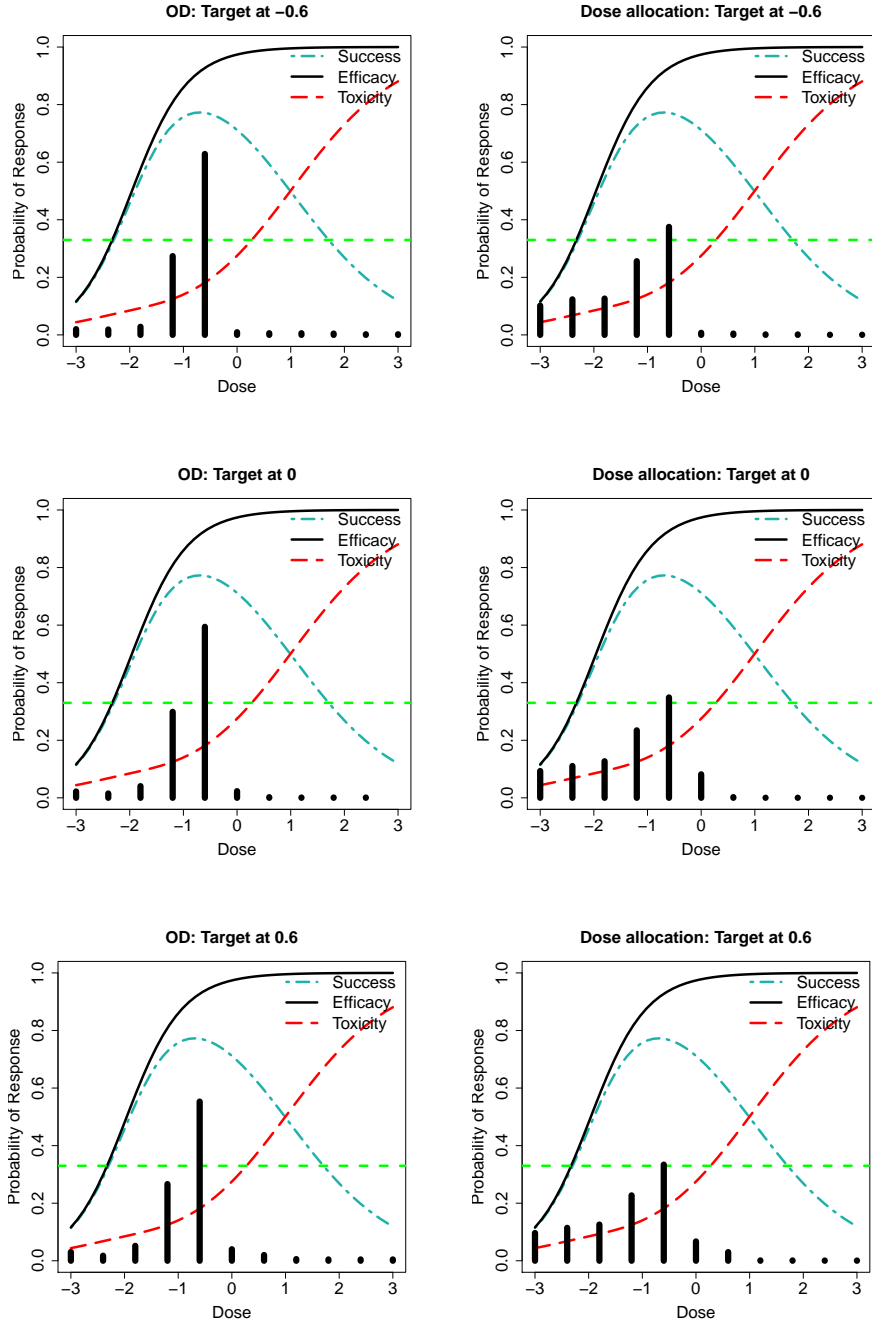 OD: Target at −0.6
Probability of Response
1.0
0.8
0.6
0.4
0.2
0.0
Success
Efficacy
Toxicity
−3 −2 −1 0 1 2 3
Dose
Dose allocation: Target at −0.6
Probability of Response
1.0
0.8
0.6
0.4
0.2
0.0
Success
Efficacy
Toxicity
−3 −2 −1 0 1 2 3
Dose
OD: Target at 0
Probability of Response
1.0
0.8
0.6
0.4
0.2
0.0
Success
Efficacy
Toxicity
−3 −2 −1 0 1 2 3
Dose
Dose allocation: Target at 0
Probability of Response
1.0
0.8
0.6
0.4
0.2
0.0
Success
Efficacy
Toxicity
−3 −2 −1 0 1 2 3
Dose
OD: Target at 0.6
Probability of Response
1.0
0.8
0.6
0.4
0.2
0.0
Success
Efficacy
Toxicity
−3 −2 −1 0 1 2 3
Dose
Dose allocation: Target at 0.6
Probability of Response
1.0
0.8
0.6
0.4
0.2
0.0
Success
Efficacy
Toxicity
−3 −2 −1 0 1 2 3
Dose